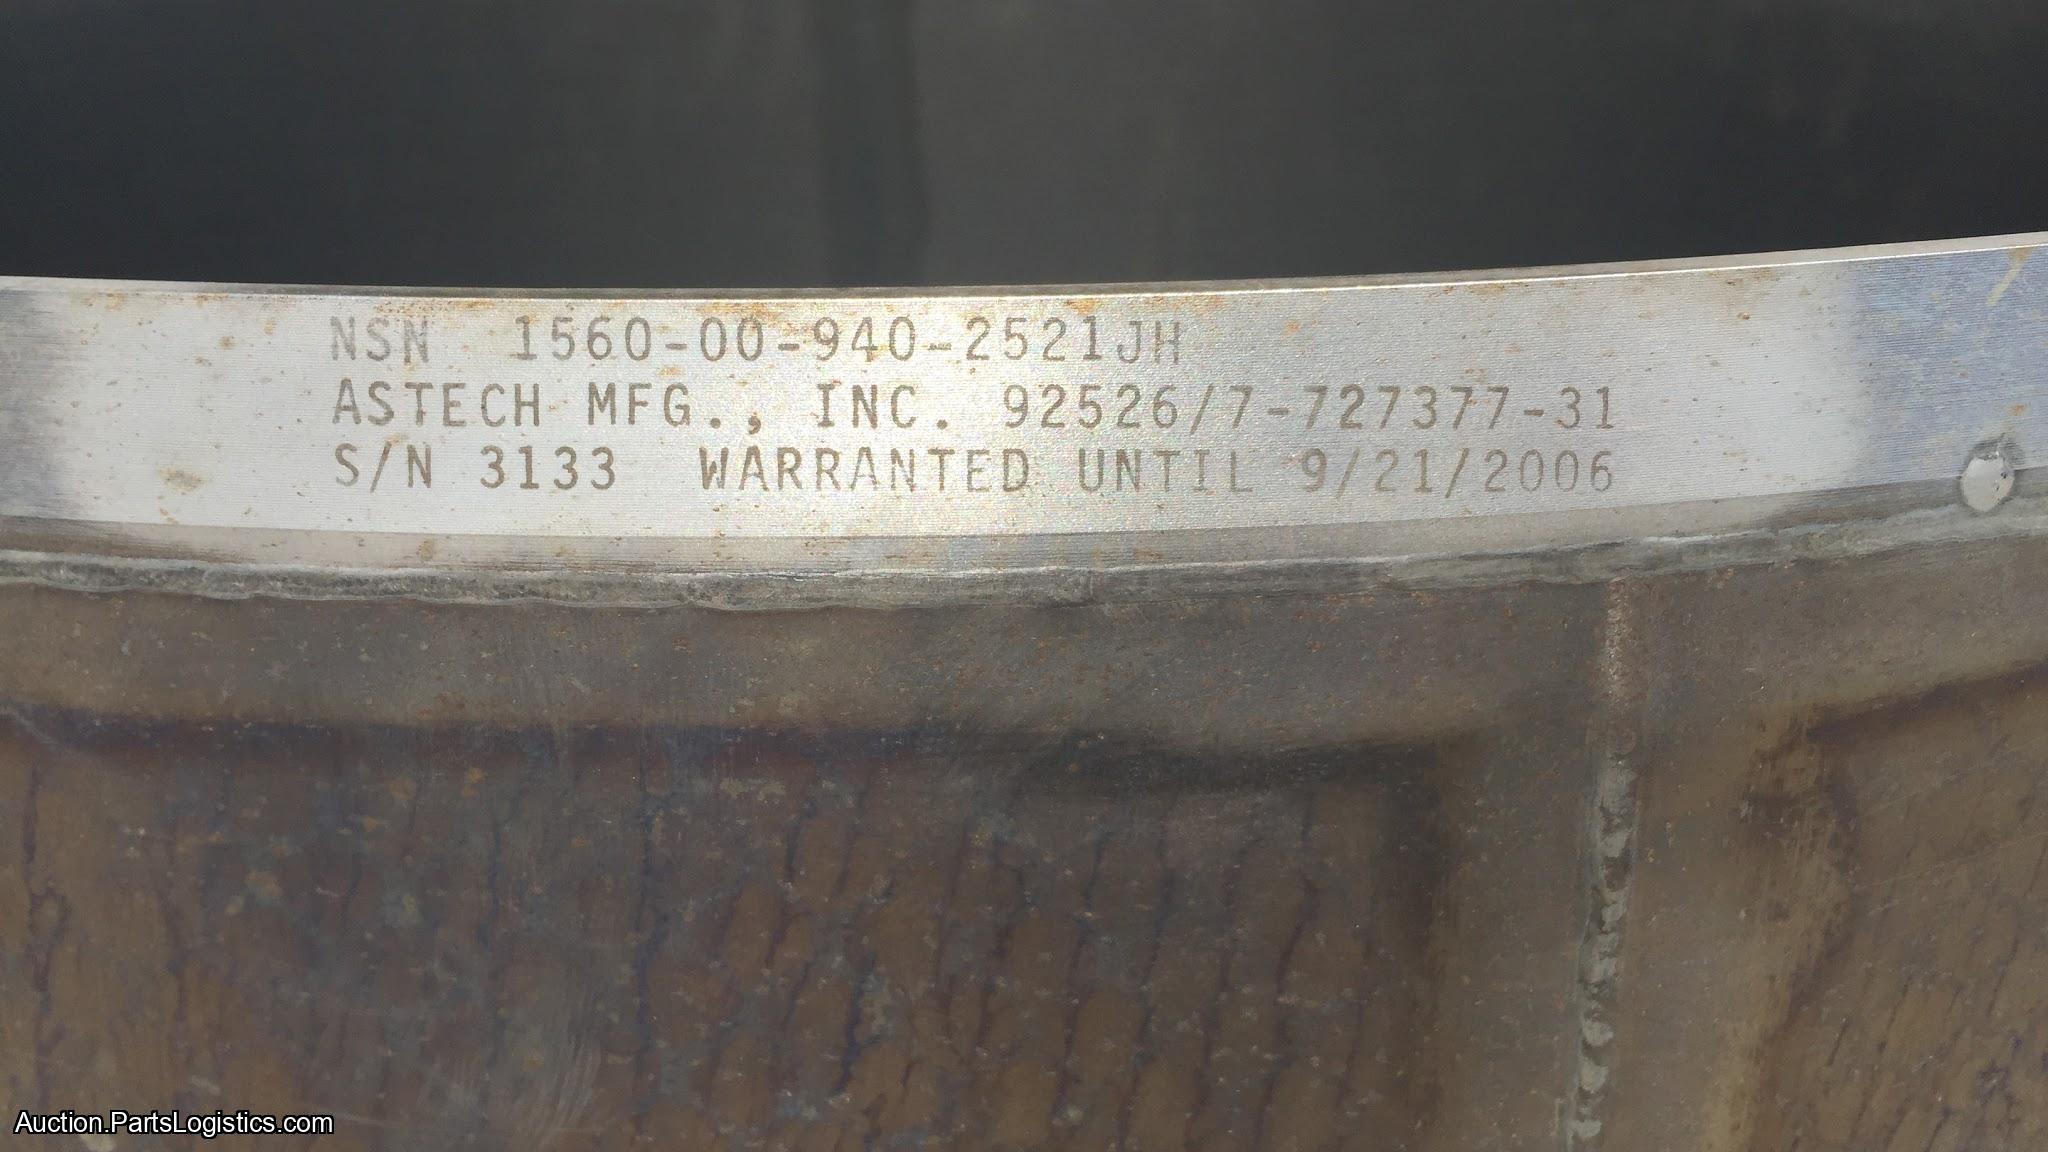 NSN 1560-00-940-2521JH
ASTECH MFG., INC. 92526/7-727377-31
S/N 3133 WARRANTED UNTIL 9/21/2006
Auction.PartsLogistics.com